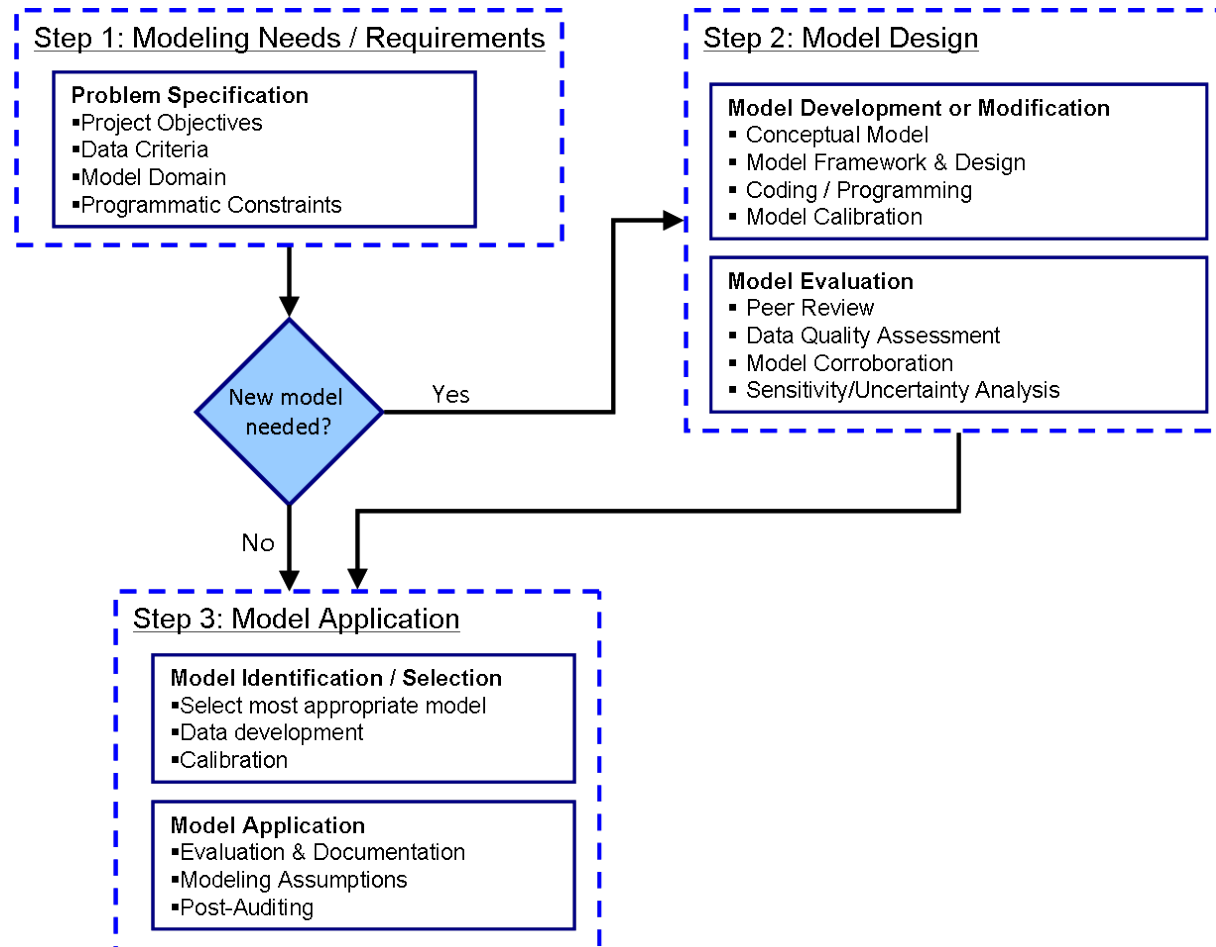 Step 1: Modeling Needs / Requirements
Problem Specification
▪Project Objectives
▪Data Criteria
▪Model Domain
▪Programmatic Constraints
Step 2: Model Design
Model Development or Modification
▪ Conceptual Model
▪ Model Framework & Design
▪ Coding / Programming
▪ Model Calibration
Model Evaluation
▪ Peer Review
▪ Data Quality Assessment
▪ Model Corroboration
▪ Sensitivity/Uncertainty Analysis
New model
needed?
Yes
No
Step 3: Model Application
Model Identification / Selection
▪Select most appropriate model
▪Data development
▪Calibration
Model Application
▪Evaluation & Documentation
▪Modeling Assumptions
▪Post-Auditing